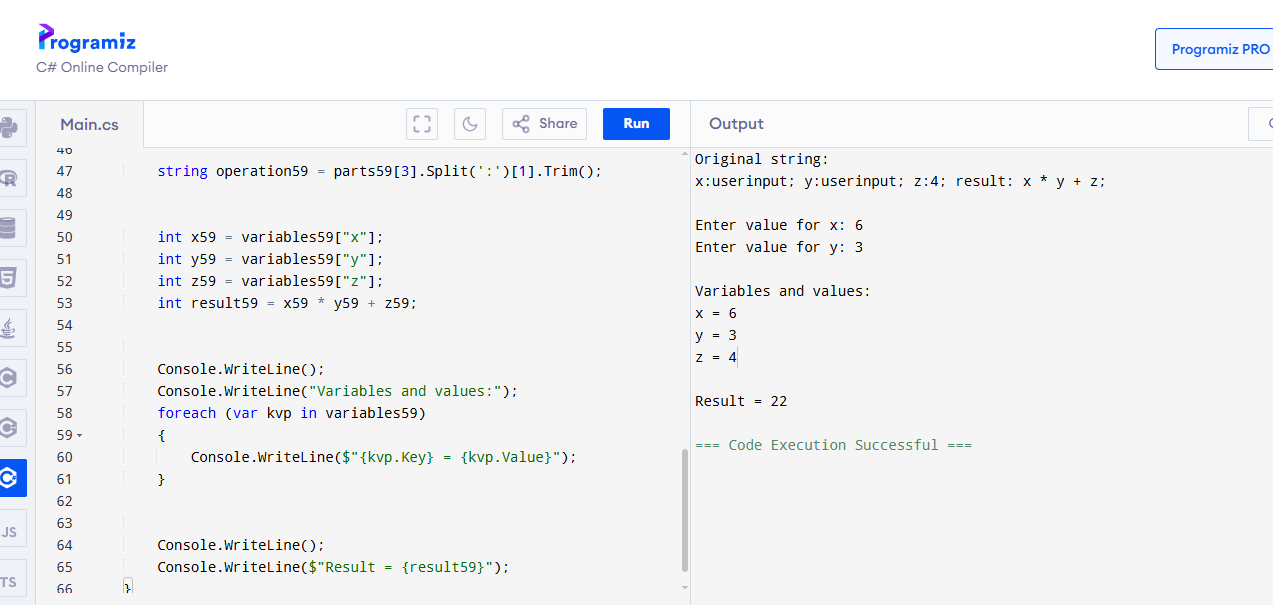 Programiz
C# Online Compiler
Programiz PRO
Main.cs
Share
Run
Output
46
47 string operation59 = parts59[3].Split(':')[1].Trim();
48
49
50 int x59 = variables59["x"];
51 int y59 = variables59["y"];
52 int z59 = variables59["z"];
53 int result59 = x59 * y59 + z59;
54
55
56 Console.WriteLine();
57 Console.WriteLine("Variables and values:");
58 foreach (var kvp in variables59)
59 {
60 Console.WriteLine($"{kvp.Key} = {kvp.Value}");
61 }
62
63
64 Console.WriteLine();
65 Console.WriteLine($"Result = {result59}");
66 }
Original string:
x:userinput; y:userinput; z:4; result: x * y + z;
Enter value for x: 6
Enter value for y: 3
Variables and values:
x = 6
y = 3
z = 4
Result = 22
=== Code Execution Successful ===
R
5
JS
TS